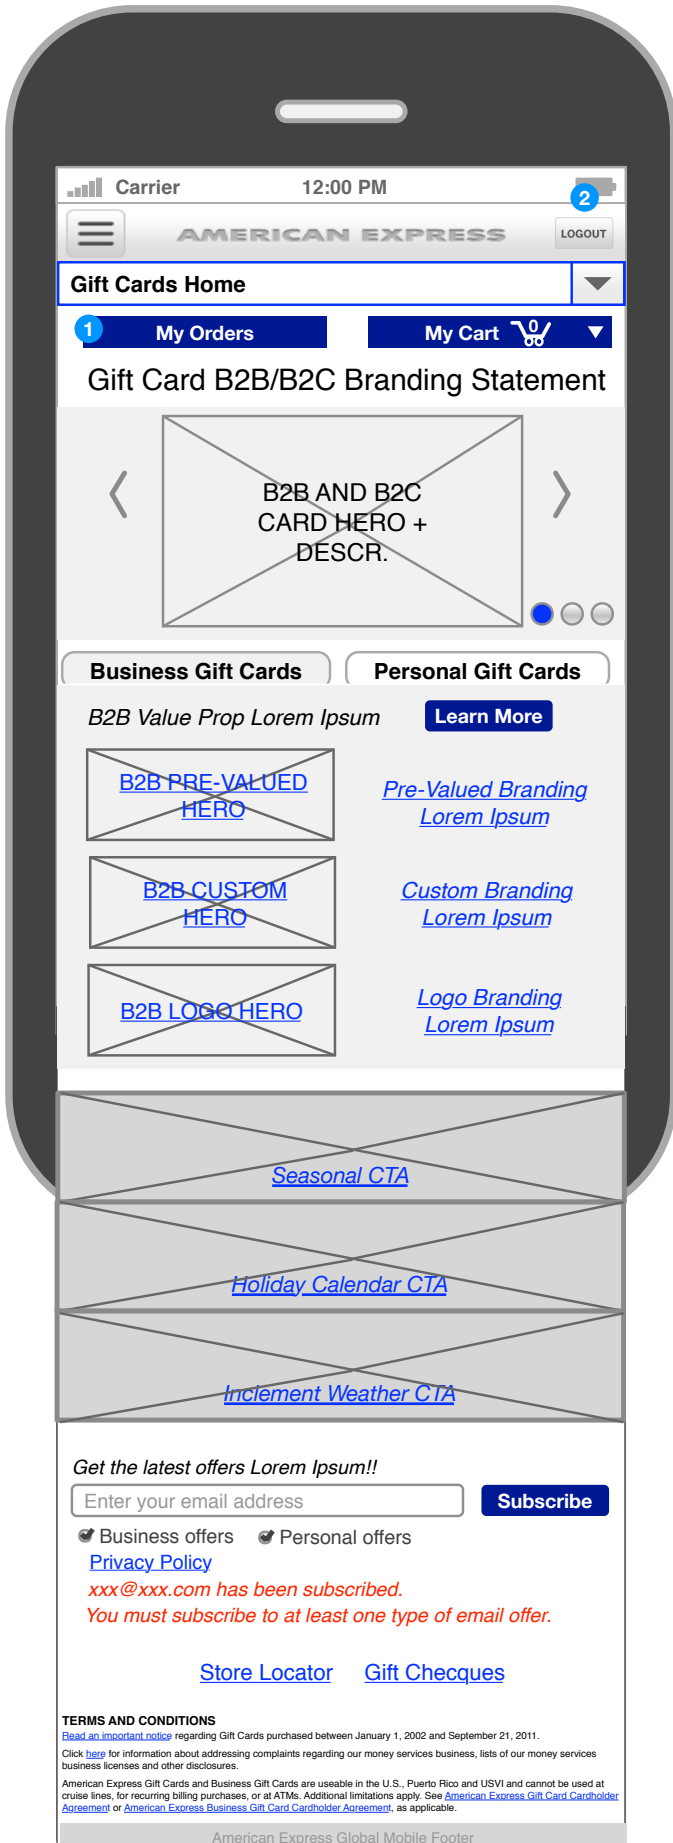 Carrier 12:00 PM
2
AMERICAN EXPRESS LOGOUT
Gift Cards Home
1 My Orders My Cart 0
Gift Card B2B/B2C Branding Statement
B2B AND B2C
CARD HERO +
DESCR.
Business Gift Cards Personal Gift Cards
B2B Value Prop Lorem Ipsum Learn More
B2B PRE-VALUED
HERO
Pre-Valued Branding
Lorem Ipsum
B2B CUSTOM
HERO
Custom Branding
Lorem Ipsum
B2B LOGO HERO
Logo Branding
Lorem Ipsum
Seasonal CTA
Holiday Calendar CTA
Inclement Weather CTA
Get the latest offers Lorem Ipsum!!
Enter your email address Subscribe
Business offers Personal offers
Privacy Policy
xxx@xxx.com has been subscribed.
You must subscribe to at least one type of email offer.
Store Locator Gift Checques
TERMS AND CONDITIONS
Read an important notice regarding Gift Cards purchased between January 1, 2002 and September 21, 2011.
Click here for information about addressing complaints regarding our money services business, lists of our money services
business licenses and other disclosures.
American Express Gift Cards and Business Gift Cards are useable in the U.S., Puerto Rico and USVI and cannot be used at
cruise lines, for recurring billing purchases, or at ATMs. Additional limitations apply. See American Express Gift Card Cardholder
Agreement or American Express Business Gift Card Cardholder Agreement, as applicable.
American Express Global Mobile Footer